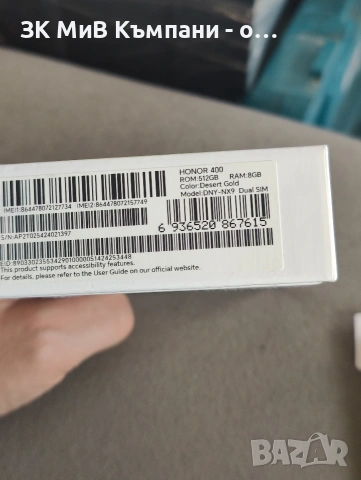 ЗК МиВ Къмпани - о...
HONOR 400
ROM:512GB RAM:8GB
Color:Desert Gold
Model:DNY-NX9 Dual SIM
IMEI1:864478072127734 IMEI2:864478072157749
S/N:AP2T025424021397
6 936520 867615
EID:89033023553429010000051424253448
This product supports accessibility features.
For details, please refer to the User Guide on our official website.
BAZAR
bg